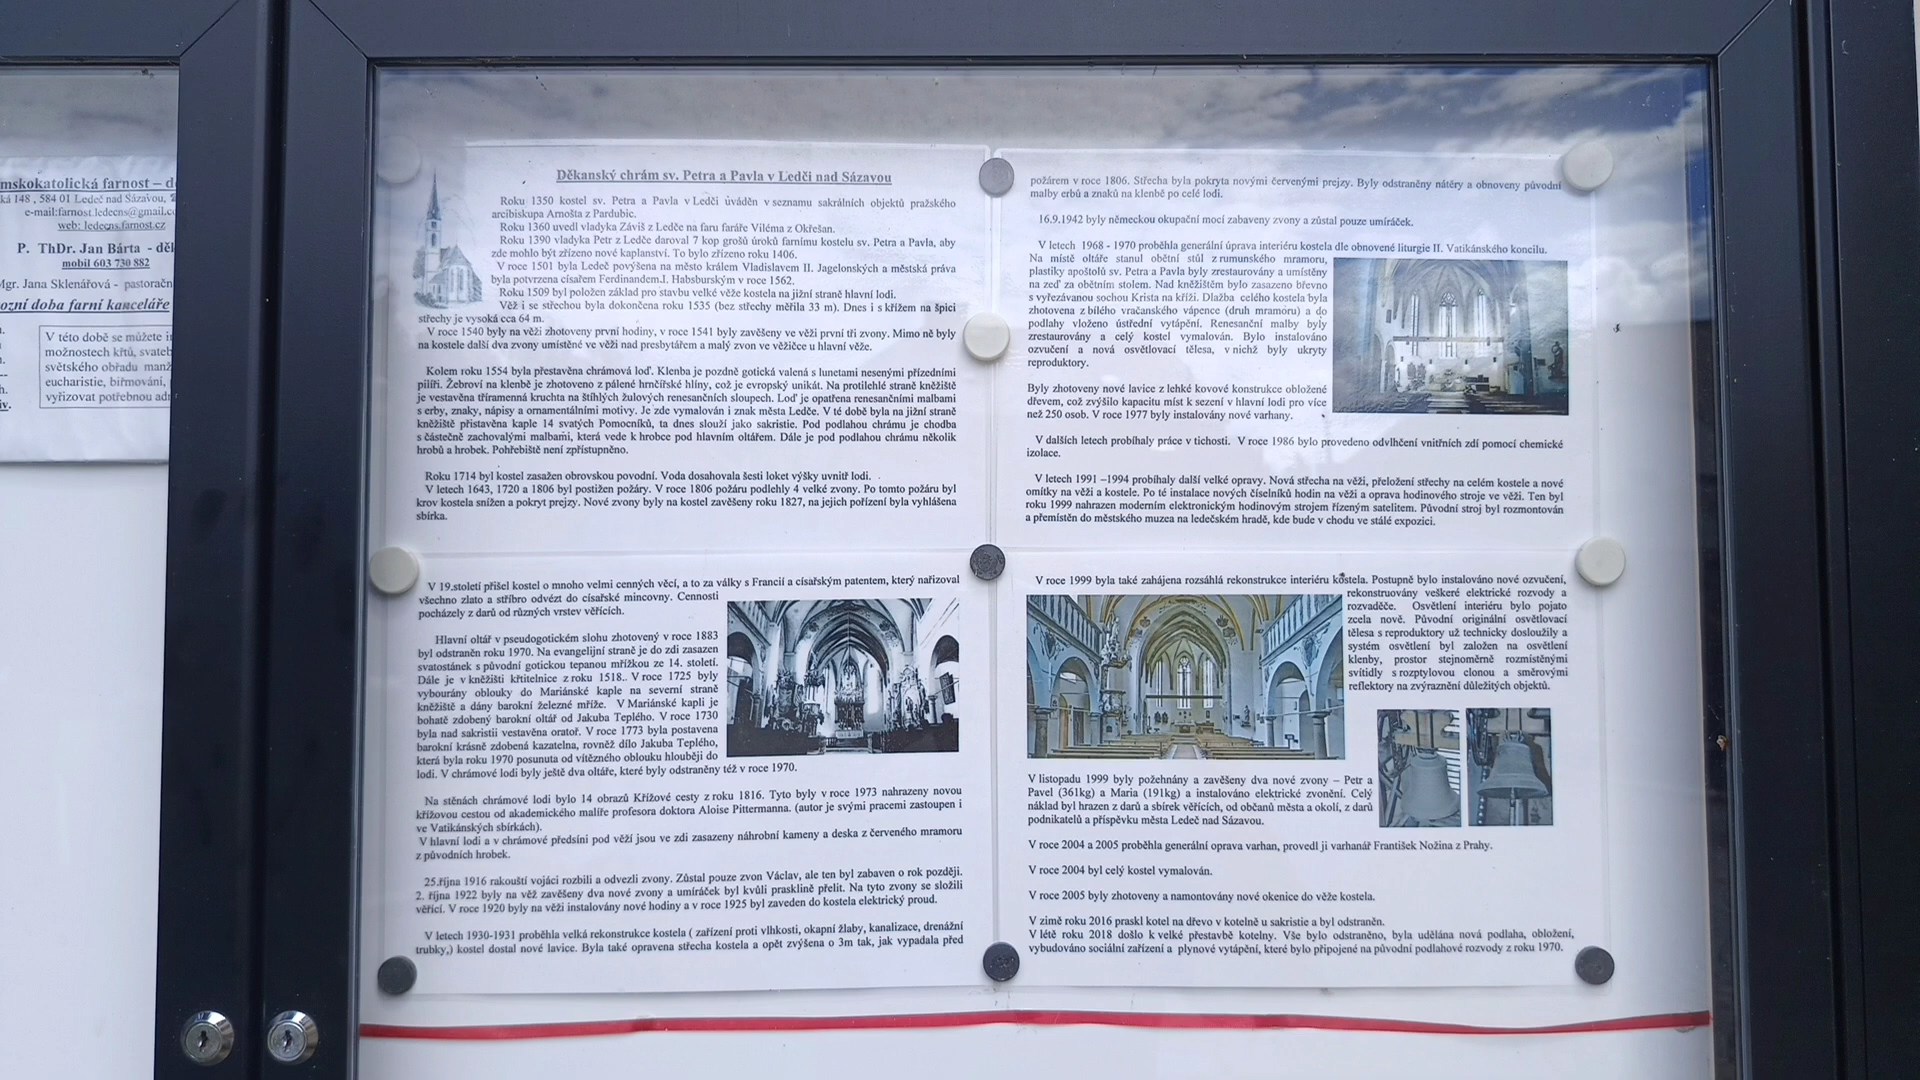 mskokatolická farnost – d
ká 148 , 584 01 Ledeč nad Sázavou,
e-mail:farnost.ledecns@gmail.c
web: ledecns.farnost.cz
P. ThDr. Jan Bárta - dě
mobil 603 730 882
Mgr. Jana Sklenářová - pastoračn
ozní doba farní kanceláře
V této době se můžete i
možnostech křtů, svateb
světského obřadu manž
eucharistie, biřmování,
vyřizovat potřebnou ad
Děkanský chrám sv. Petra a Pavla v Ledči nad Sázavou
Roku 1350 kostel sv. Petra a Pavla v Ledči uváděn v seznamu sakrálních objektů pražského
arcibiskupa Arnošta z Pardubic.
Roku 1360 uvedl vladyka Záviš z Ledče na faru faráře Viléma z Okřešan.
Roku 1390 vladyka Petr z Ledče daroval 7 kop grošů úroků farnímu kostelu sv. Petra a Pavla, aby
zde mohlo být zřízeno nové kaplanství. To bylo zřízeno roku 1406.
V roce 1501 byla Ledeč povýšena na město králem Vladislavem II. Jagelonských a městská práva
byla potvrzena císařem Ferdinandem.I. Habsburským v roce 1562.
Roku 1509 byl položen základ pro stavbu velké věže kostela na jižní straně hlavní lodi.
Věž i se střechou byla dokončena roku 1535 (bez střechy měřila 33 m). Dnes i s křížem na špici
střechy je vysoká cca 64 m.
V roce 1540 byly na věži zhotoveny první hodiny, v roce 1541 byly zavěšeny ve věži první tři zvony. Mimo ně byly
na kostele další dva zvony umístěné ve věži nad presbytářem a malý zvon ve věžičce u hlavní věže.
Kolem roku 1554 byla přestavěna chrámová loď. Klenba je pozdně gotická valená s lunetami nesenými přízedními
pilíři. Žebroví na klenbě je zhotoveno z pálené hrnčířské hlíny, což je evropský unikát. Na protilehlé straně kněžiště
je vestavěna tříramenná kruchta na štíhlých žulových renesančních sloupech. Loď je opatřena renesančními malbami
s erby, znaky, nápisy a ornamentálními motivy. Je zde vymalován i znak města Ledče. V té době byla na jižní straně
kněžiště přistavěna kaple 14 svatých Pomocníků, ta dnes slouží jako sakristie. Pod podlahou chrámu je chodba
s částečně zachovalými malbami, která vede k hrobce pod hlavním oltářem. Dále je pod podlahou chrámu několik
hrobů a hrobek. Pohřebiště není zpřístupněno.
Roku 1714 byl kostel zasažen obrovskou povodní. Voda dosahovala šesti loket výšky uvnitř lodi.
V letech 1643, 1720 a 1806 byl postižen požáry. V roce 1806 požáru podlehly 4 velké zvony. Po tomto požáru byl
krov kostela snížen a pokryt prejzy. Nové zvony byly na kostel zavěšeny roku 1827, na jejich pořízení byla vyhlášena
sbírka.
V 19.století přišel kostel o mnoho velmi cenných věcí, a to za války s Francií a císařským patentem, který nařizoval
všechno zlato a stříbro odvézt do císařské mincovny. Cennosti
pocházely z darů od různých vrstev věřících.
Hlavní oltář v pseudogotickém slohu zhotovený v roce 1883
byl odstraněn roku 1970. Na evangelijní straně je do zdi zasazen
svatostánek s původní gotickou tepanou mřížkou ze 14. století.
Dále je v kněžišti křtitelnice z roku 1518.. V roce 1725 byly
vybourány oblouky do Mariánské kaple na severní straně
kněžiště a dány barokní železné mříže. V Mariánské kapli je
bohatě zdobený barokní oltář od Jakuba Teplého. V roce 1730
byla nad sakristii vestavěna oratoř. V roce 1773 byla postavena
barokní krásně zdobená kazatelna, rovněž dílo Jakuba Teplého,
která byla roku 1970 posunuta od vítězného oblouku hlouběji do
lodi. V chrámové lodi byly ještě dva oltáře, které byly odstraněny též v roce 1970.
Na stěnách chrámové lodi bylo 14 obrazů Křížové cesty z roku 1816. Tyto byly v roce 1973 nahrazeny novou
křížovou cestou od akademického malíře profesora doktora Aloise Pittermanna. (autor je svými pracemi zastoupen i
ve Vatikánských sbírkách).
V hlavní lodi a v chrámové předsíni pod věží jsou ve zdi zasazeny náhrobní kameny a deska z červeného mramoru
z původních hrobek.
25.října 1916 rakouští vojáci rozbili a odvezli zvony. Zůstal pouze zvon Václav, ale ten byl zabaven o rok později.
2. října 1922 byly na věž zavěšeny dva nové zvony a umíráček byl kvůli prasklině přelit. Na tyto zvony se složili
věřící. V roce 1920 byly na věži instalovány nové hodiny a v roce 1925 byl zaveden do kostela elektrický proud.
V letech 1930-1931 proběhla velká rekonstrukce kostela ( zařízení proti vlhkosti, okapní žlaby, kanalizace, drenážní
trubky,) kostel dostal nové lavice. Byla také opravena střecha kostela a opět zvýšena o 3m tak, jak vypadala před
požárem v roce 1806. Střecha byla pokryta novými červenými prejzy. Byly odstraněny nátěry a obnoveny původní
malby erbů a znaků na klenbě po celé lodi.
16.9.1942 byly německou okupační mocí zabaveny zvony a zůstal pouze umíráček.
V letech 1968 - 1970 proběhla generální úprava interiéru kostela dle obnovené liturgie II. Vatikánského koncilu.
Na místě oltáře stanul obětní stůl z rumunského mramoru,
plastiky apoštolů sv. Petra a Pavla byly zrestaurovány a umístěny
na zeď za obětním stolem. Nad kněžištěm bylo zasazeno břevno
s vyřezávanou sochou Krista na kříži. Dlažba celého kostela byla
zhotovena z bílého vračanského vápence (druh mramoru) a do
podlahy vloženo ústřední vytápění. Renesanční malby byly
zrestaurovány a celý kostel vymalován. Bylo instalováno
ozvučení a nová osvětlovací tělesa, v nichž byly ukryty
reproduktory.
Byly zhotoveny nové lavice z lehké kovové konstrukce obložené
dřevem, což zvýšilo kapacitu míst k sezení v hlavní lodi pro více
než 250 osob. V roce 1977 byly instalovány nové varhany.
V dalších letech probíhaly práce v tichosti. V roce 1986 bylo provedeno odvlhčení vnitřních zdí pomocí chemické
izolace.
V letech 1991 –1994 probíhaly další velké opravy. Nová střecha na věži, přeložení střechy na celém kostele a nové
omítky na věži a kostele. Po té instalace nových číselníků hodin na věži a oprava hodinového stroje ve věži. Ten byl
roku 1999 nahrazen moderním elektronickým hodinovým strojem řízeným satelitem. Původní stroj byl rozmontován
a přemístěn do městského muzea na ledečském hradě, kde bude v chodu ve stálé expozici.
V roce 1999 byla také zahájena rozsáhlá rekonstrukce interiéru kostela. Postupně bylo instalováno nové ozvučení,
rekonstruovány veškeré elektrické rozvody a
rozvaděče. Osvětlení interiéru bylo pojato
zcela nově. Původní originální osvětlovací
tělesa s reproduktory už technicky dosloužily a
systém osvětlení byl založen na osvětlení
klenby, prostor stejnoměrně rozmístěnými
svítidly s rozptylovou clonou a směrovými
reflektory na zvýraznění důležitých objektů.
V listopadu 1999 byly požehnány a zavěšeny dva nové zvony – Petr a
Pavel (361kg) a Maria (191kg) a instalováno elektrické zvonění. Celý
náklad byl hrazen z darů a sbírek věřících, od občanů města a okolí, z darů
podnikatelů a příspěvku města Ledeč nad Sázavou.
V roce 2004 a 2005 proběhla generální oprava varhan, provedl ji varhanář František Nožina z Prahy.
V roce 2004 byl celý kostel vymalován.
V roce 2005 byly zhotoveny a namontovány nové okenice do věže kostela.
V zimě roku 2016 praskl kotel na dřevo v kotelně u sakristie a byl odstraněn.
V létě roku 2018 došlo k velké přestavbě kotelny. Vše bylo odstraněno, byla udělána nová podlaha, obložení,
vybudováno sociální zařízení a plynové vytápění, které bylo připojené na původní podlahové rozvody z roku 1970.